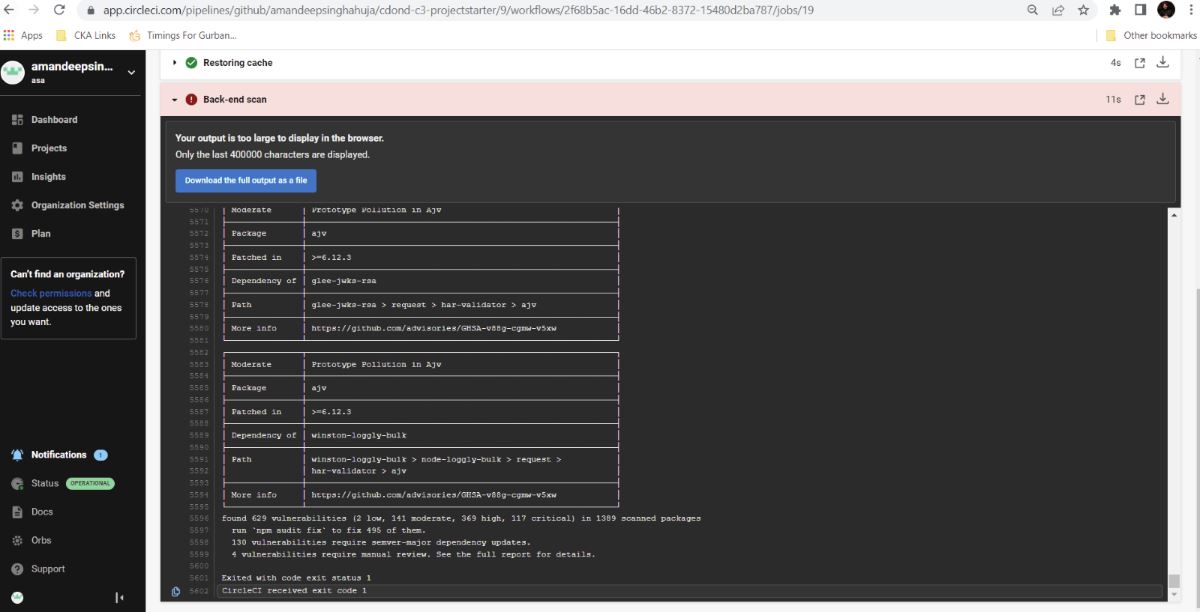 app.circleci.com/pipelines/github/amandeepsinghahuja/cdond-c3-projectstarter/9/workflows/2f68b5ac-16dd-46b2-8372-15480d2ba787/jobs/19
Apps CKA Links Timings For Gurban... Other bookmarks
amandeepsin...
asa
Dashboard
Projects
Insights
Organization Settings
Plan
Can't find an organization?
Check permissions and
update access to the ones
you want.
Notifications 1
Status OPERATIONAL
Docs
Orbs
Support
Restoring cache 4s
Back-end scan 11s
Your output is too large to display in the browser.
Only the last 400000 characters are displayed.
Download the full output as a file
5570 Moderate Prototype Pollution in Ajv
5571
5572 Package ajv
5573
5574 Patched in >=6.12.3
5575
5576 Dependency of glee-jwks-rsa
5577
5578 Path glee-jwks-rsa > request > har-validator > ajv
5579
5580 More info https://github.com/advisories/GHSA-v88g-cgmw-v5xw
5581
5582
5583 Moderate Prototype Pollution in Ajv
5584
5585 Package ajv
5586
5587 Patched in >=6.12.3
5588
5589 Dependency of winston-loggly-bulk
5590
5591 Path winston-loggly-bulk > node-loggly-bulk > request >
5592 har-validator > ajv
5593
5594 More info https://github.com/advisories/GHSA-v88g-cgmw-v5xw
5595
5596 found 629 vulnerabilities (2 low, 141 moderate, 369 high, 117 critical) in 1389 scanned packages
5597 run `npm audit fix` to fix 495 of them.
5598 130 vulnerabilities require semver-major dependency updates.
5599 4 vulnerabilities require manual review. See the full report for details.
5600
5601 Exited with code exit status 1
5602 CircleCI received exit code 1